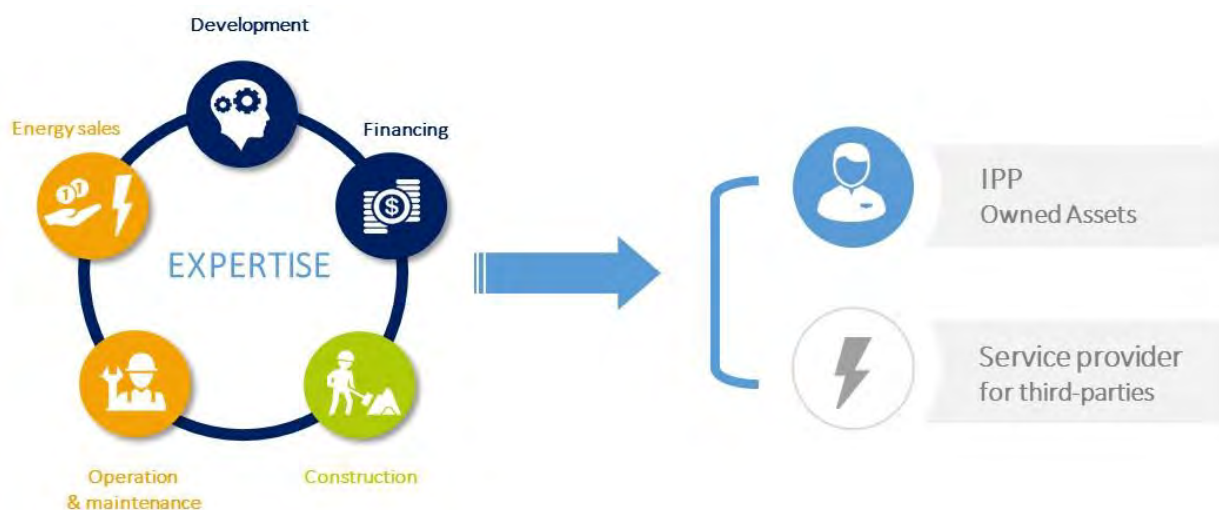 Development
Energy sales
Financing
$
EXPERTISE
Operation
& maintenance
Construction
IPP
Owned Assets
Service provider
for third-parties